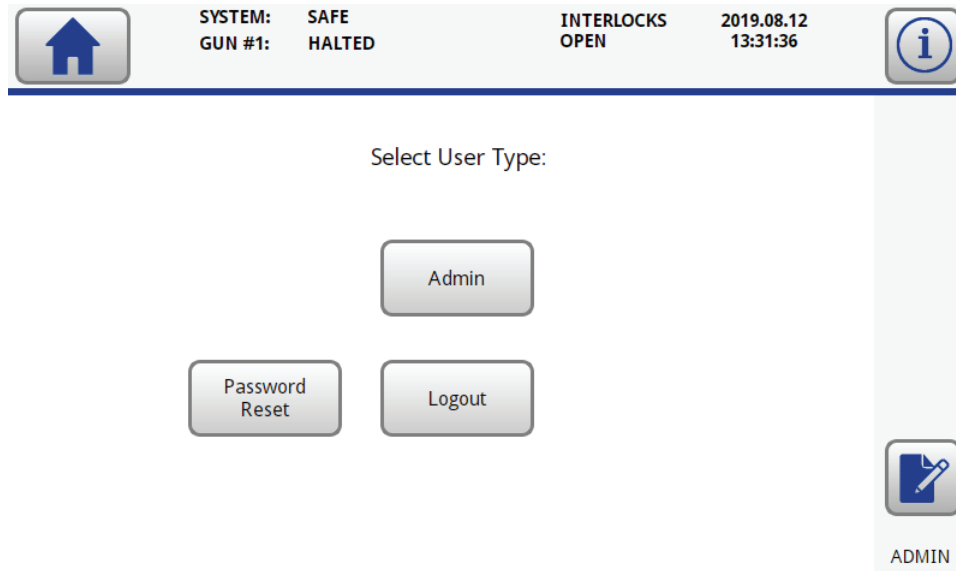 SYSTEM: SAFE INTERLOCKS 2019.08.12
GUN #1: HALTED OPEN 13:31:36
i
Select User Type:
Admin
Password
Reset
Logout
ADMIN